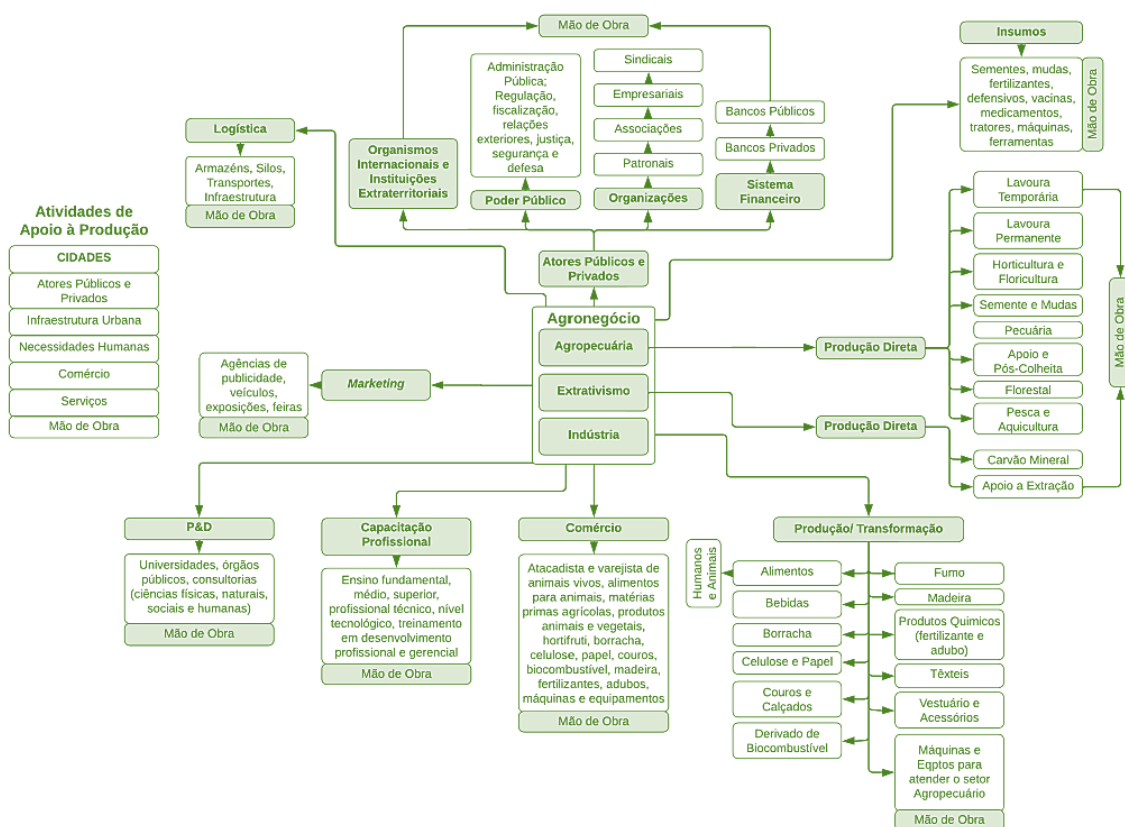 Mão de Obra
Insumos
Sementes, mudas,
fertilizantes,
defensivos, vacinas,
medicamentos,
tratores, máquinas,
ferramentas
Mão de Obra
Administração
Pública;
Regulação,
fiscalização,
relações
exteriores, justiça,
segurança e
defesa
Poder Público
Sindicais
Empresariais
Associações
Patronais
Organizações
Bancos Públicos
Bancos Privados
Sistema
Financeiro
Organismos
Internacionais e
Instituições
Extraterritoriais
Logística
Armazéns, Silos,
Transportes,
Infraestrutura
Mão de Obra
Atores Públicos e
Privados
Atividades de
Apoio à Produção
CIDADES
Atores Públicos e
Privados
Infraestrutura Urbana
Necessidades Humanas
Comércio
Serviços
Mão de Obra
Agronegócio
Agropecuária
Extrativismo
Indústria
Marketing
Agências de
publicidade,
veículos,
exposições, feiras
Mão de Obra
Produção Direta
Lavoura
Temporária
Lavoura
Permanente
Horticultura e
Floricultura
Semente e Mudas
Pecuária
Apoio e
Pós-Colheita
Florestal
Pesca e
Aquicultura
Produção Direta
Carvão Mineral
Apoio a Extração
Mão de Obra
P&D
Universidades, órgãos
públicos, consultorias
(ciências físicas, naturais,
sociais e humanas)
Mão de Obra
Capacitação
Profissional
Ensino fundamental,
médio, superior,
profissional técnico, nível
tecnológico, treinamento
em desenvolvimento
profissional e gerencial
Mão de Obra
Comércio
Atacadista e varejista de
animais vivos, alimentos
para animais, matérias
primas agrícolas, produtos
animais e vegetais,
hortifruti, borracha,
celulose, papel, couros,
biocombustível, madeira,
fertilizantes, adubos,
máquinas e equipamentos
Mão de Obra
Produção/ Transformação
Humanos
e Animais
Alimentos
Bebidas
Borracha
Celulose e Papel
Couros e
Calçados
Derivado de
Biocombustível
Fumo
Madeira
Produtos Quimicos
(fertilizante e
adubo)
Têxteis
Vestuário e
Acessórios
Máquinas e
Eqptos para
atender o setor
Agropecuário
Mão de Obra